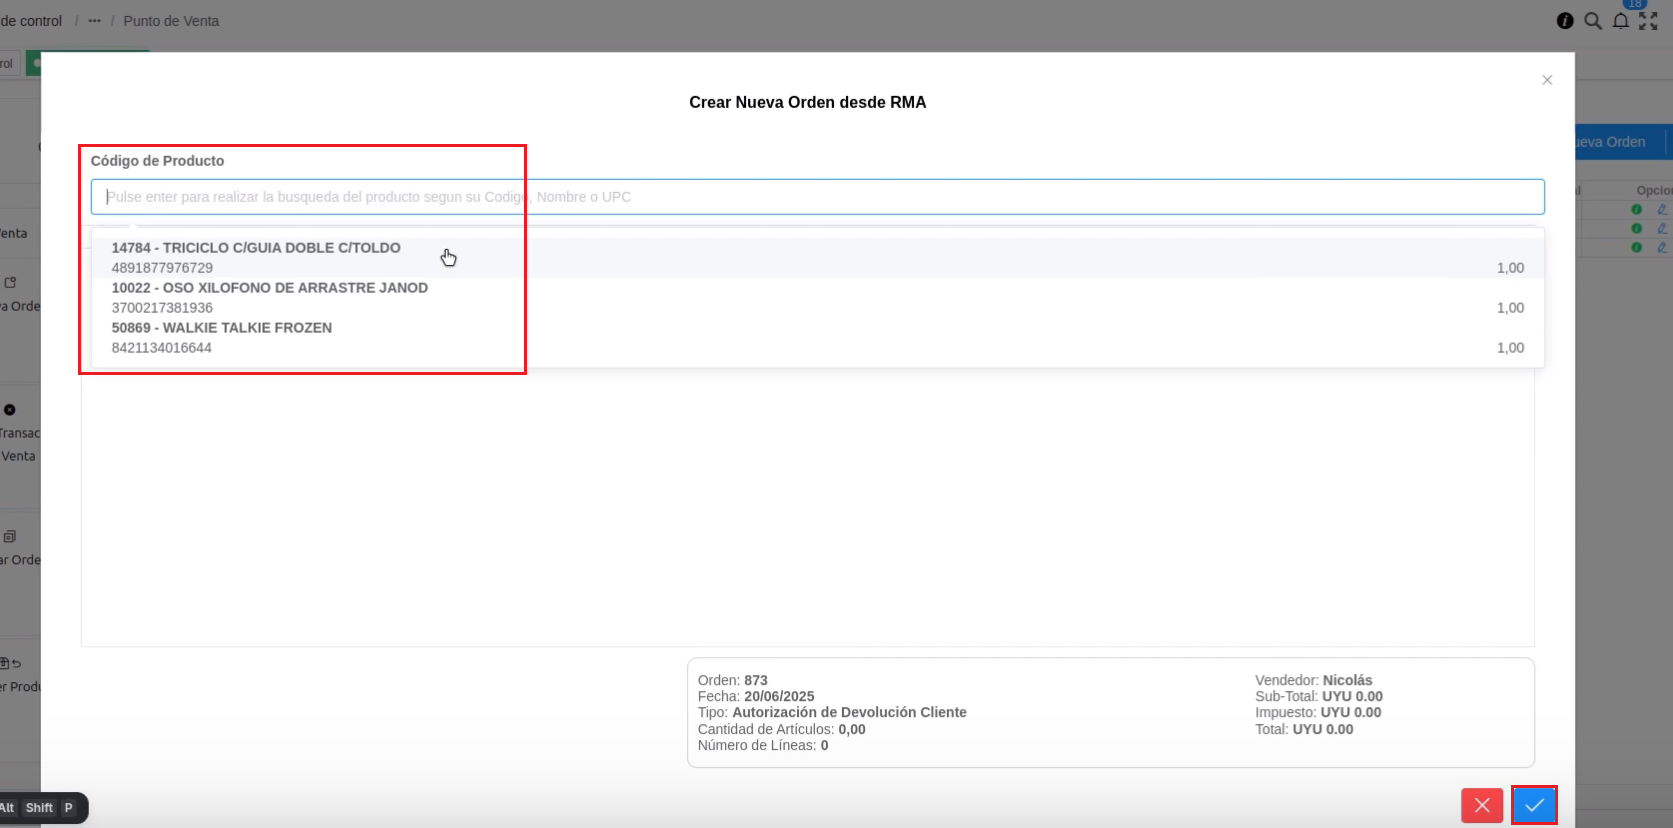 de control / ••• / Punto de Venta
18
rol
Crear Nueva Orden desde RMA
ueva Orden
Código de Producto
Pulse enter para realizar la busqueda del producto segun su Codigo, Nombre o UPC
Opcio
enta
14784 - TRICICLO C/GUIA DOBLE C/TOLDO
4891877976729 1,00
10022 - OSO XILOFONO DE ARRASTRE JANOD
3700217381936 1,00
50869 - WALKIE TALKIE FROZEN
8421134016644 1,00
va Orde
Transac
Venta
ar Orde
er Produ
Orden: 873
Fecha: 20/06/2025
Tipo: Autorización de Devolución Cliente
Cantidad de Artículos: 0,00
Número de Líneas: 0
Vendedor: Nicolás
Sub-Total: UYU 0.00
Impuesto: UYU 0.00
Total: UYU 0.00
Alt Shift P